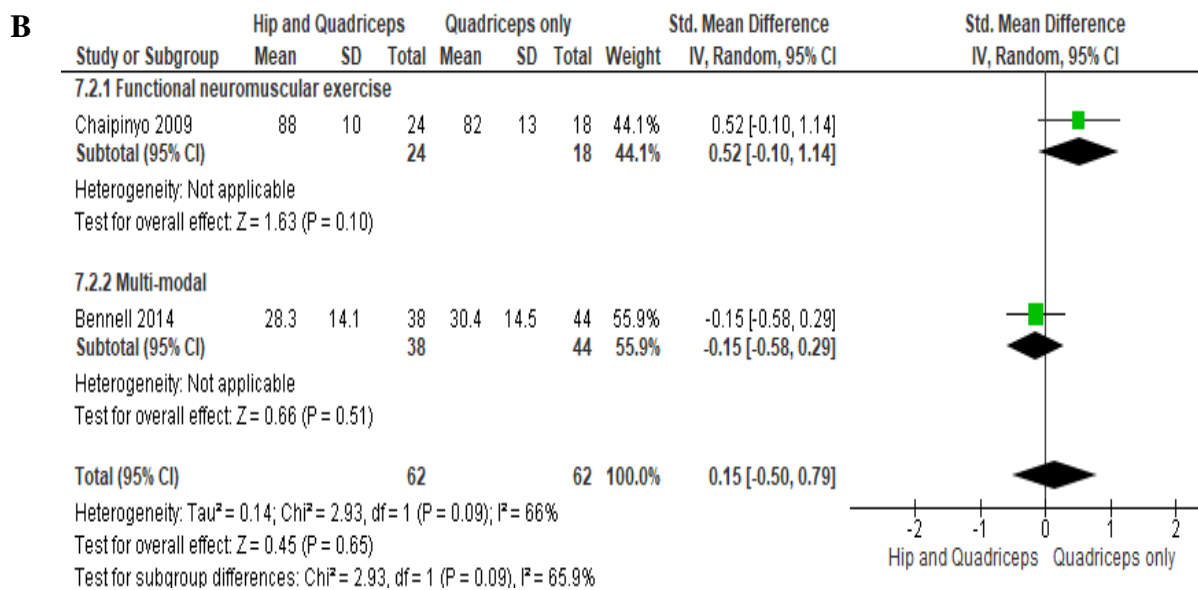 B
Hip and Quadriceps Quadriceps only Std. Mean Difference Std. Mean Difference
Study or Subgroup Mean SD Total Mean SD Total Weight IV, Random, 95% CI IV, Random, 95% CI
7.2.1 Functional neuromuscular exercise
Chaipinyo 2009 88 10 24 82 13 18 44.1% 0.52 [-0.10, 1.14]
Subtotal (95% CI) 24 18 44.1% 0.52 [-0.10, 1.14]
Heterogeneity: Not applicable
Test for overall effect: Z = 1.63 (P = 0.10)
7.2.2 Multi-modal
Bennell 2014 28.3 14.1 38 30.4 14.5 44 55.9% -0.15 [-0.58, 0.29]
Subtotal (95% CI) 38 44 55.9% -0.15 [-0.58, 0.29]
Heterogeneity: Not applicable
Test for overall effect: Z = 0.66 (P = 0.51)
Total (95% CI) 62 62 100.0% 0.15 [-0.50, 0.79]
Heterogeneity: Tau² = 0.14; Chi² = 2.93, df = 1 (P = 0.09); I² = 66%
Test for overall effect: Z = 0.45 (P = 0.65)
Test for subgroup differences: Chi² = 2.93, df = 1 (P = 0.09), I² = 65.9%
-2 -1 0 1 2
Hip and Quadriceps Quadriceps only